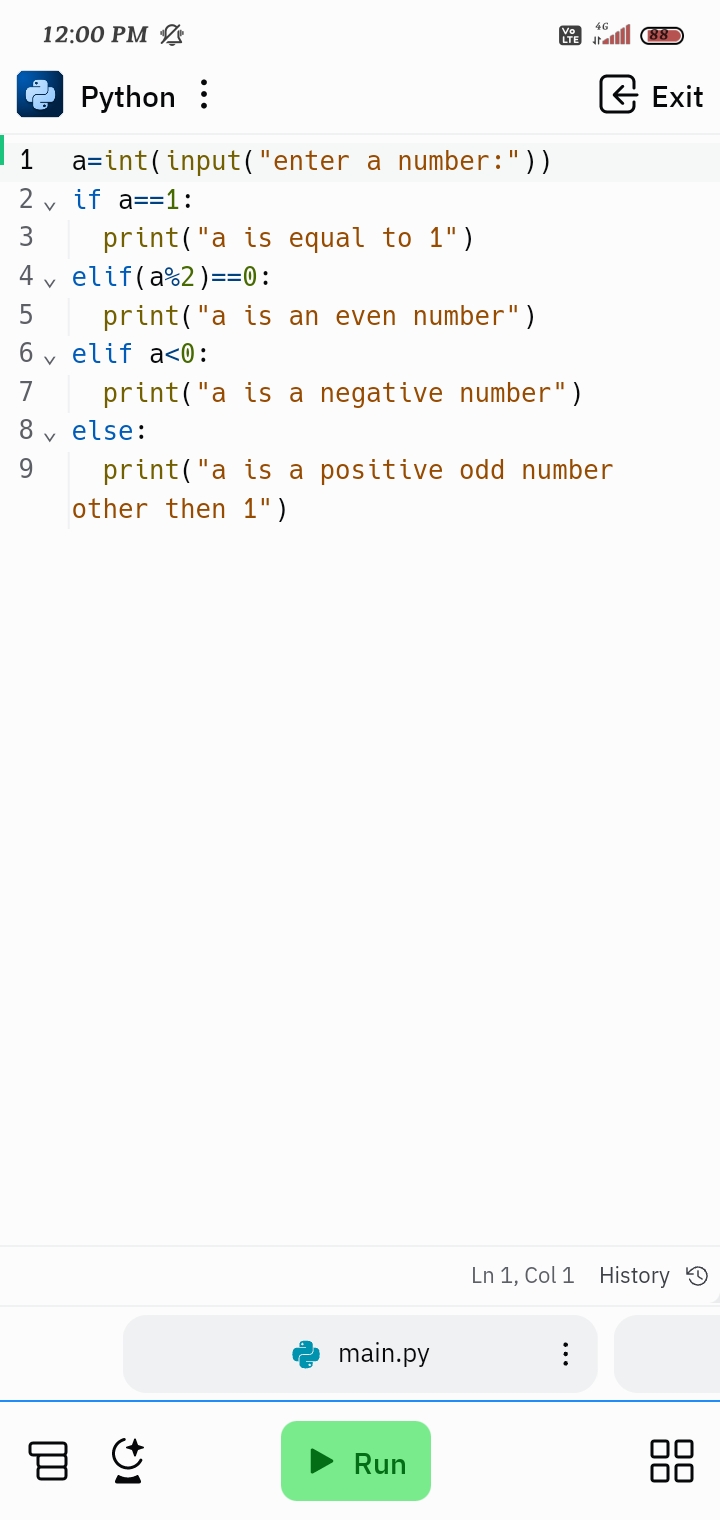 12:00 PM
Vo LTE 4G 88
Python
Exit
1 a=int(input("enter a number:"))
2 if a==1:
3   print("a is equal to 1")
4 elif(a%2)==0:
5   print("a is an even number")
6 elif a<0:
7   print("a is a negative number")
8 else:
9   print("a is a positive odd number
other then 1")
Ln 1, Col 1 History
main.py
Run